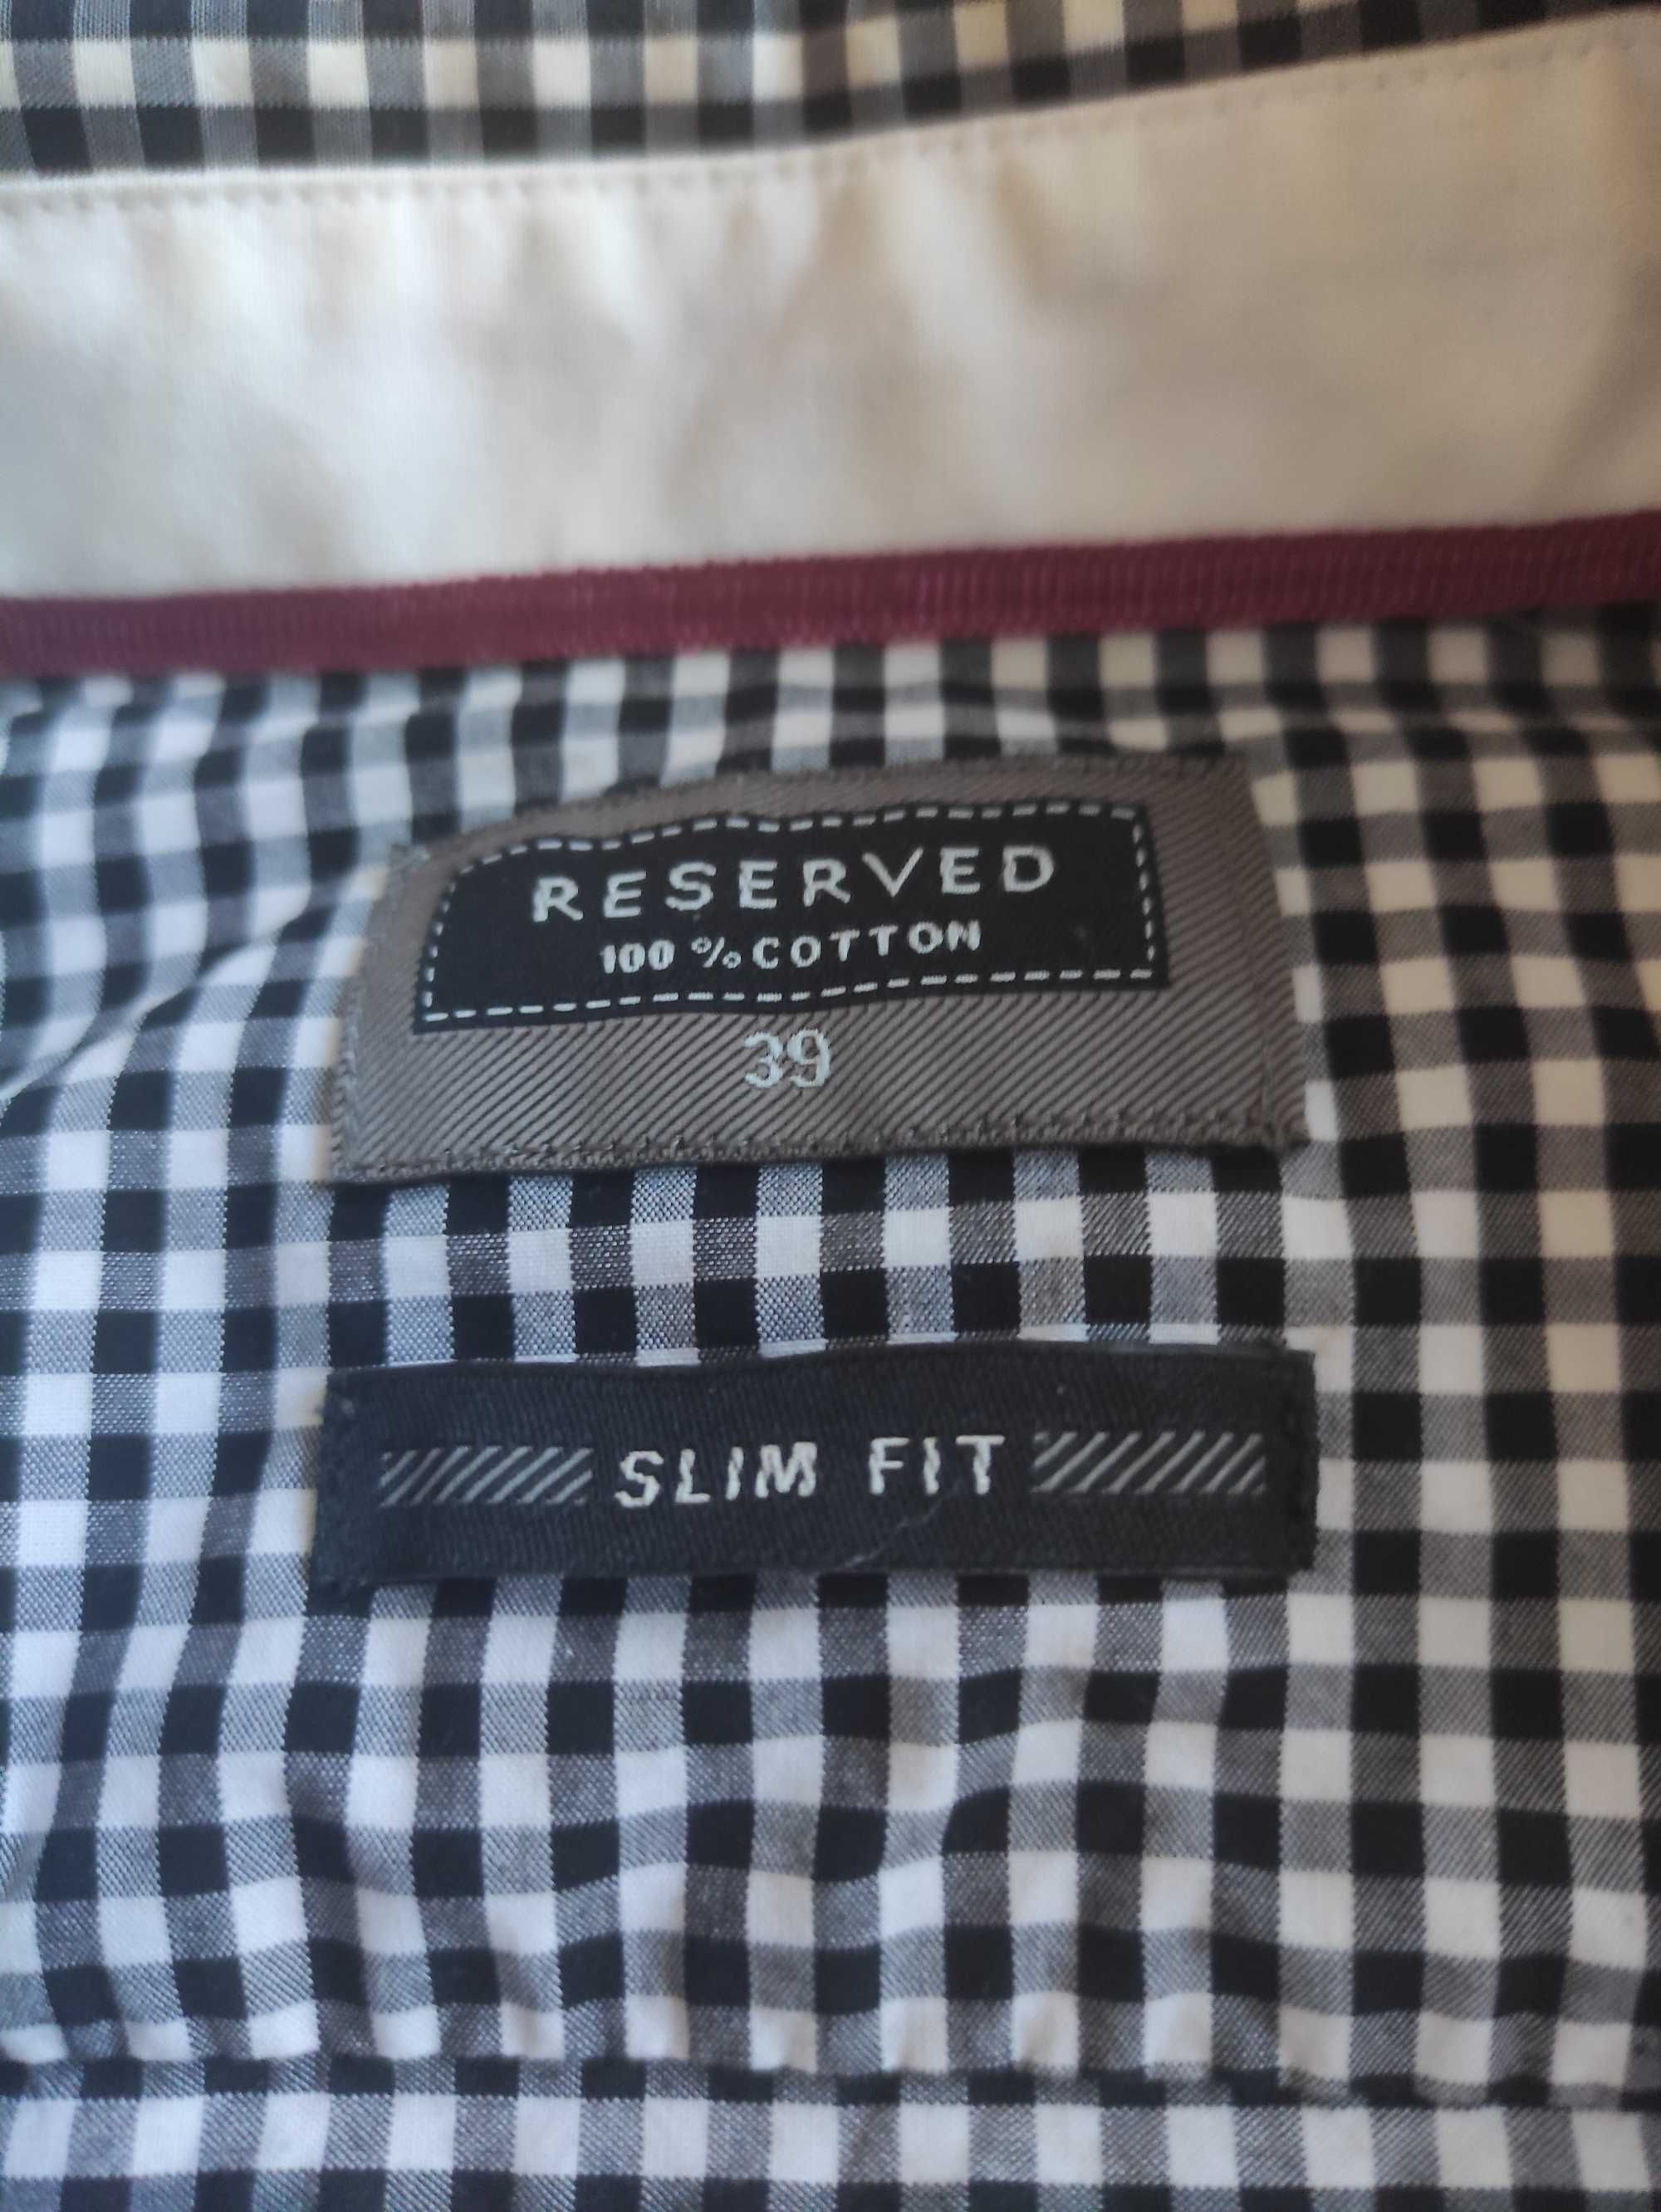 RESERVED
100 % COTTON
39
SLIM FIT